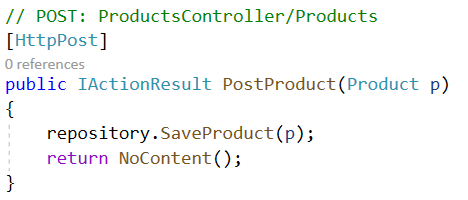 // POST: ProductsController/Products
[HttpPost]
0 references
public IActionResult PostProduct(Product p)
{
    repository.SaveProduct(p);
    return NoContent();
}